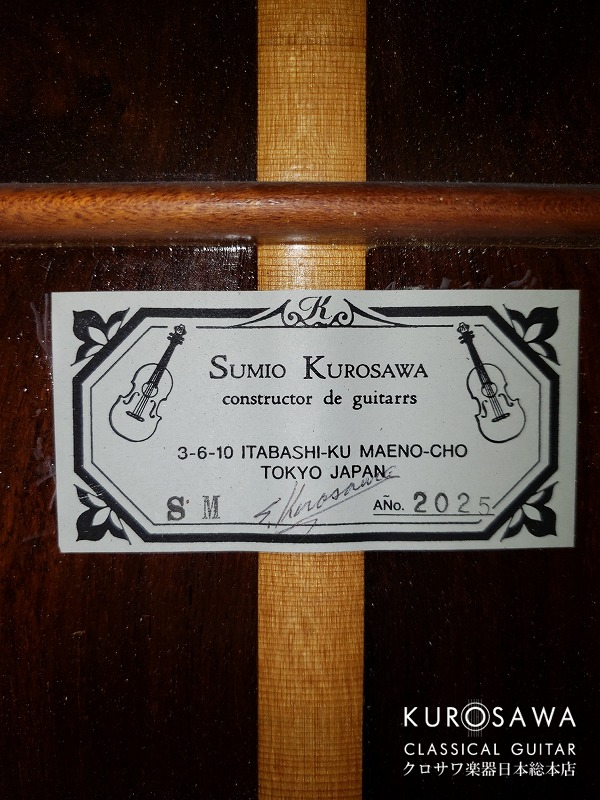 K
SUMIO KUROSAWA
constructor de guitarrs
3-6-10 ITABASHI-KU MAENO-CHO
TOKYO JAPAN
S. Kurosawa
S M AÑo. 2025
KUROSAWA
CLASSICAL GUITAR
クロサワ楽器日本総本店